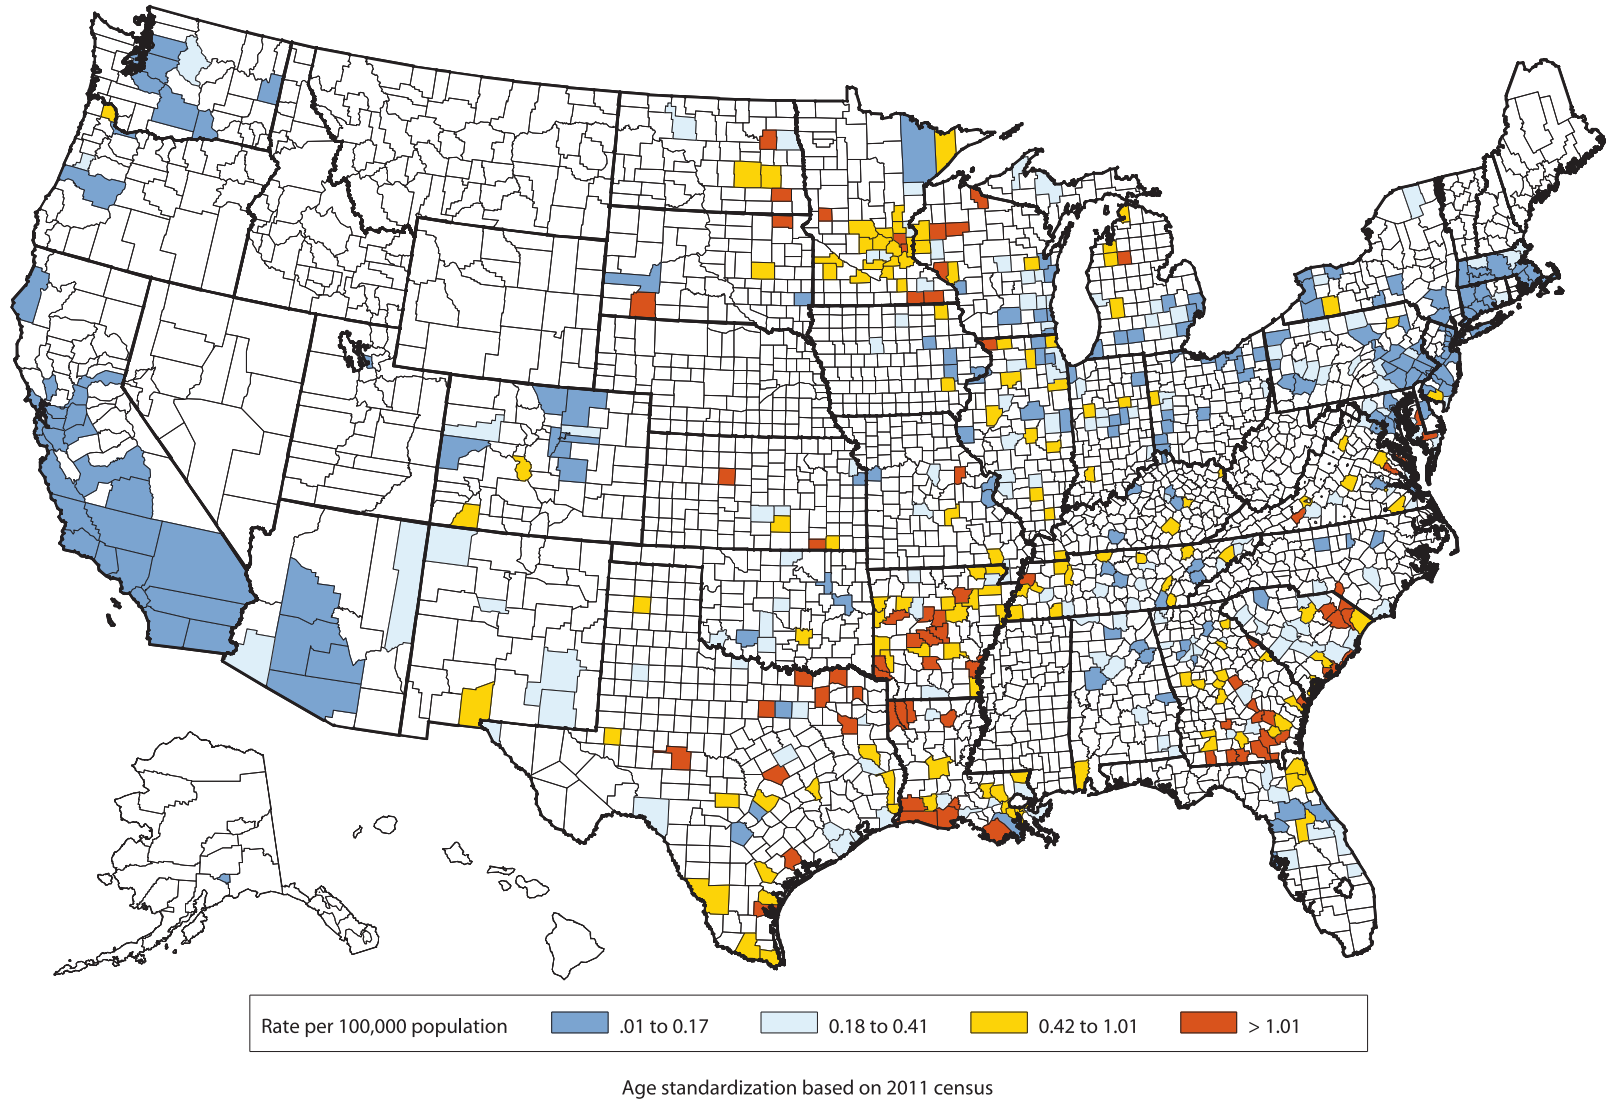 Rate per 100,000 population .01 to 0.17 0.18 to 0.41 0.42 to 1.01 > 1.01
Age standardization based on 2011 census